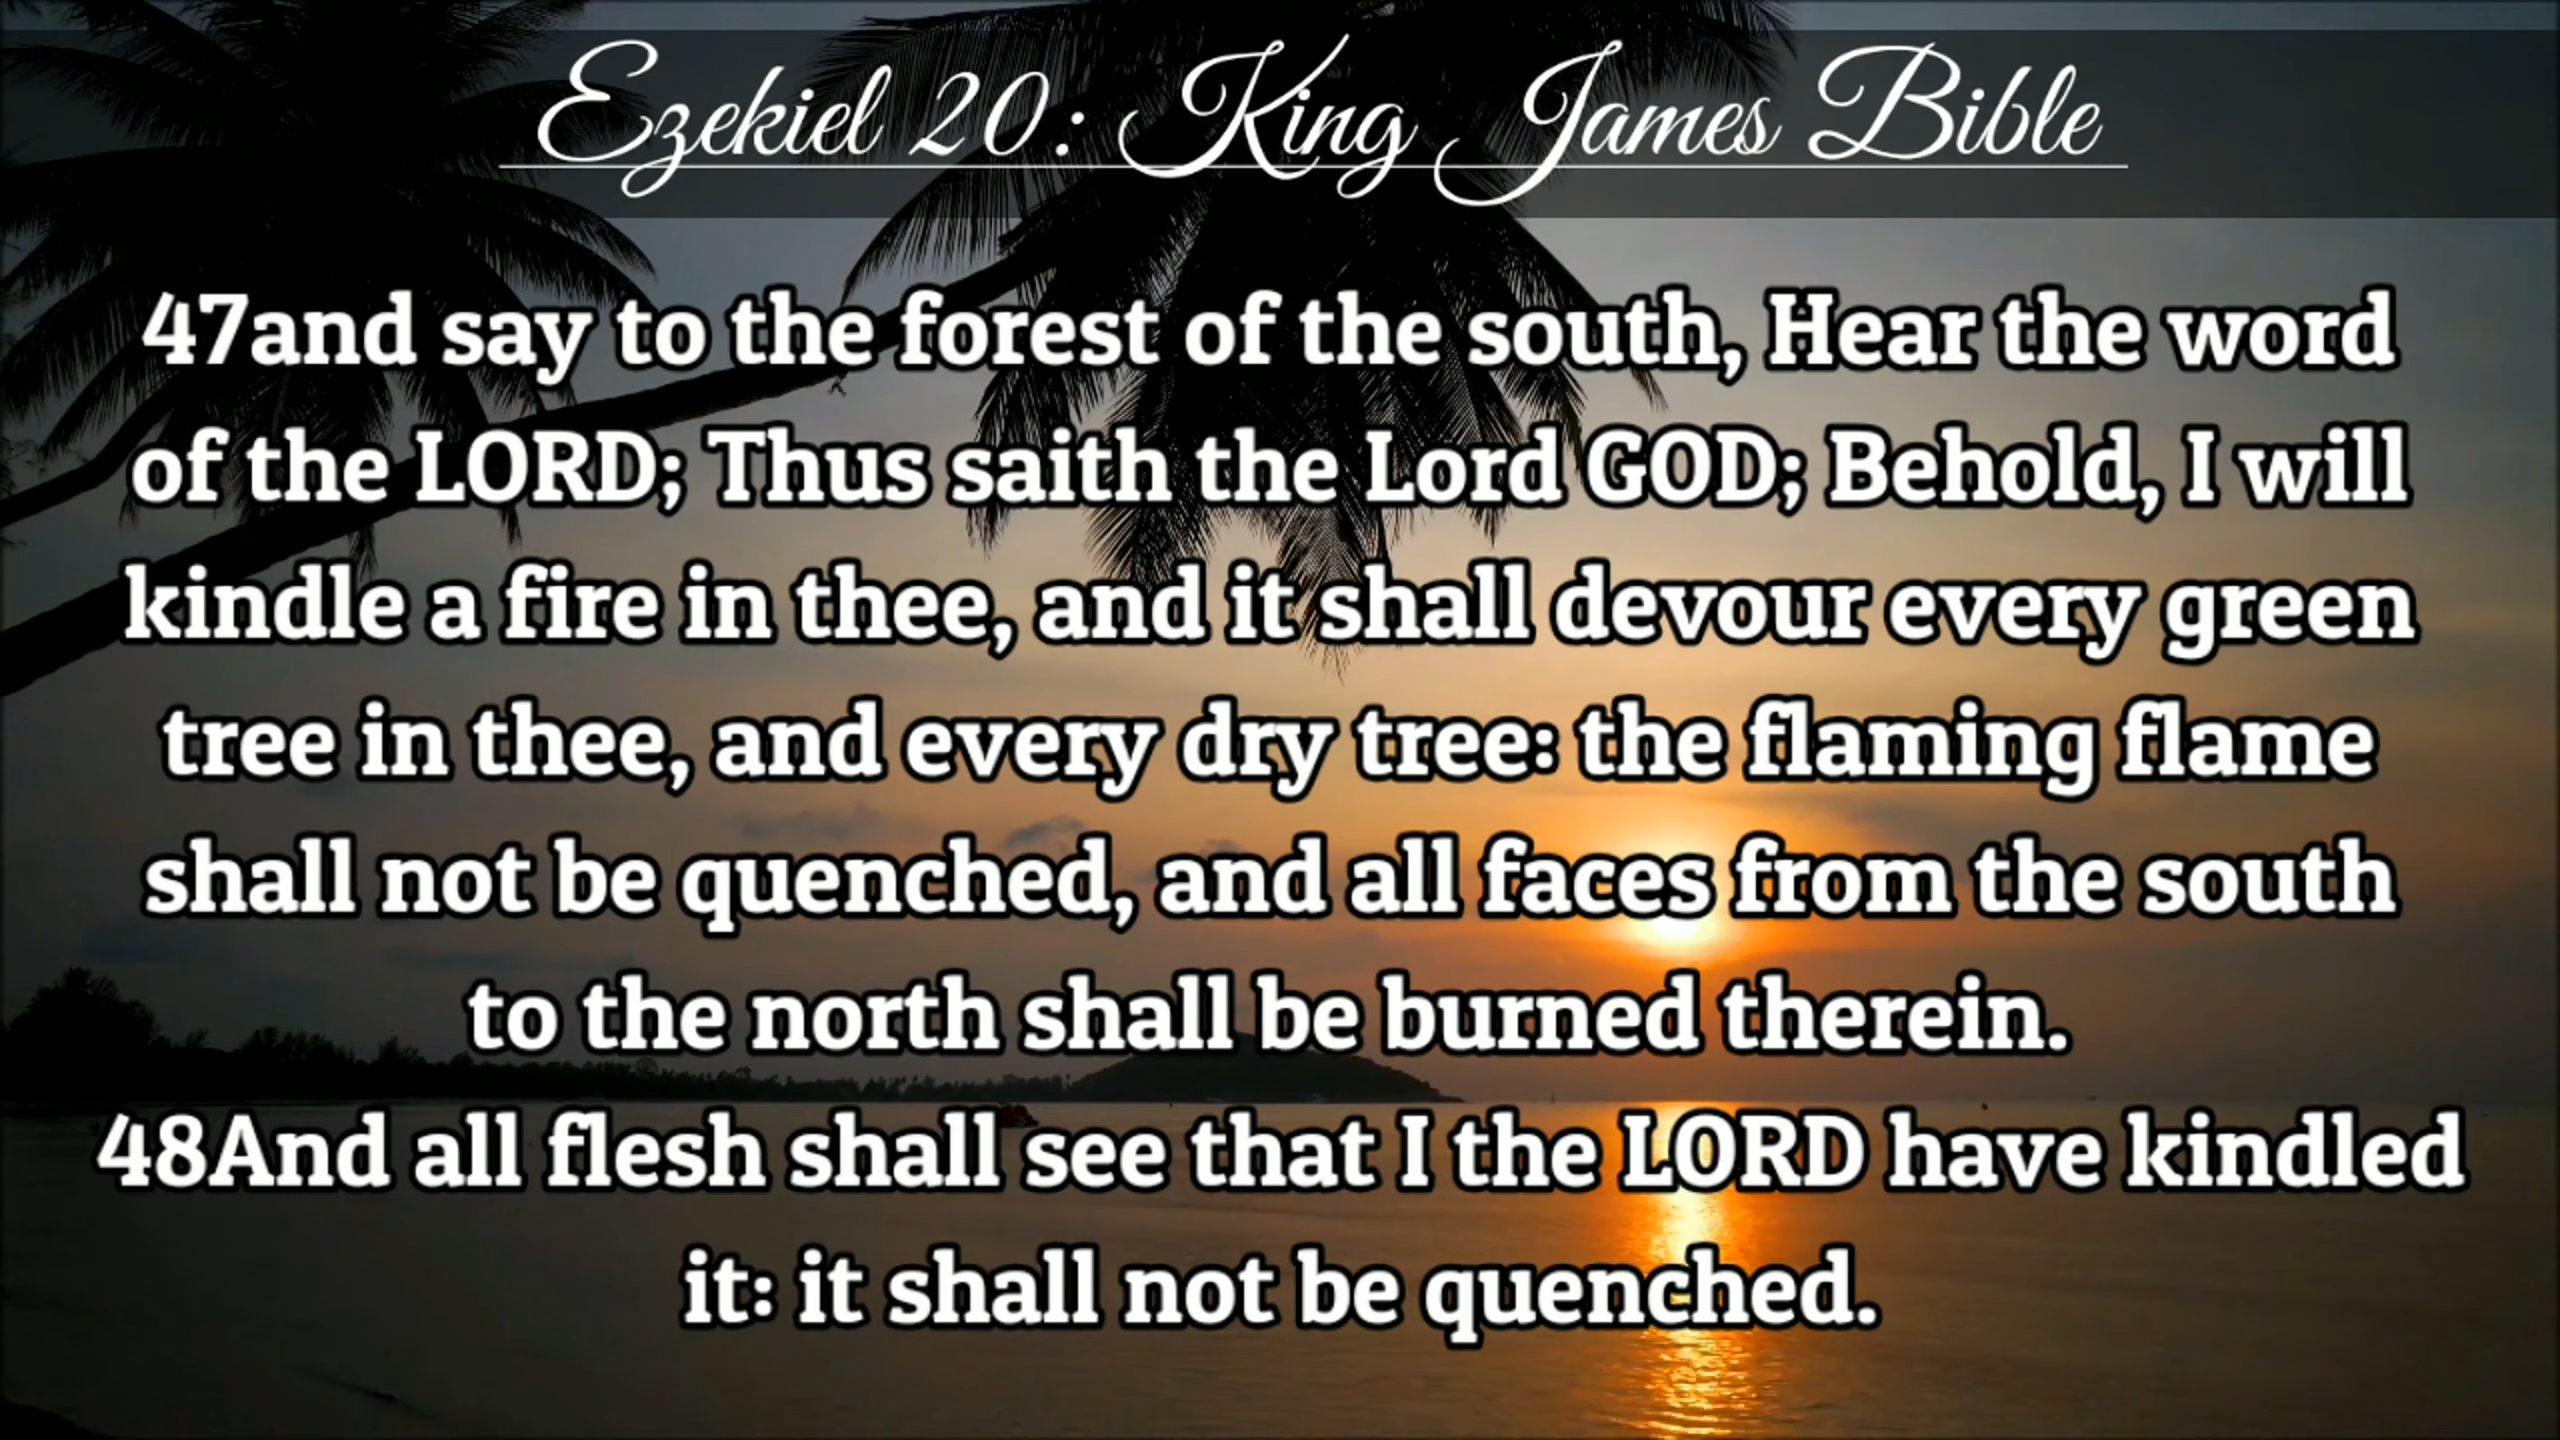 Ezekiel 20: King James Bible
47and say to the forest of the south, Hear the word
of the LORD; Thus saith the Lord GOD; Behold, I will
kindle a fire in thee, and it shall devour every green
tree in thee, and every dry tree: the flaming flame
shall not be quenched, and all faces from the south
to the north shall be burned therein.
48And all flesh shall see that I the LORD have kindled
it: it shall not be quenched.